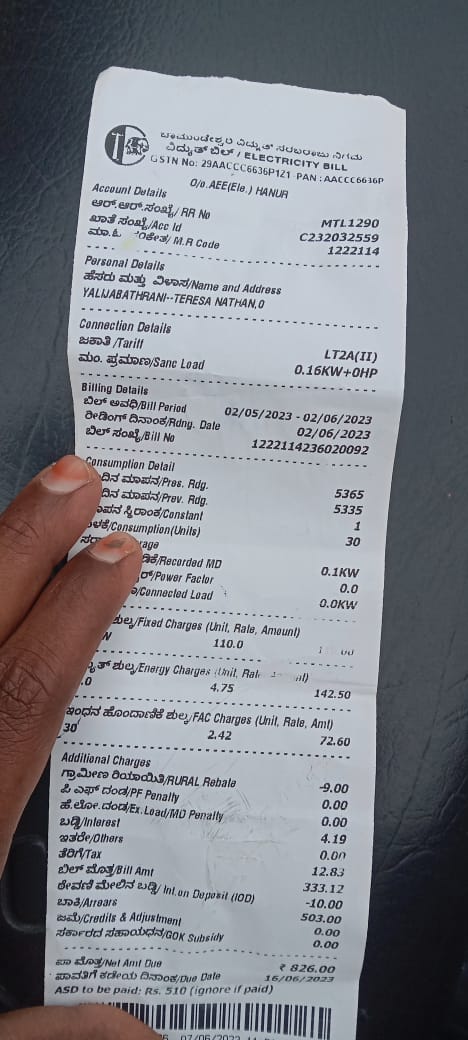 ಚಾಮುಂಡೇಶ್ವರಿ ವಿದ್ಯುತ್ ಸರಬರಾಜು ನಿಗಮ
ವಿದ್ಯುತ್ ಬಿಲ್ / ELECTRICITY BILL
GSTN No: 29AACCC6636P1Z1 PAN : AACCC6636P
O/o.AEE(Ele.) HANUR
Account Details
ಆರ್.ಆರ್.ಸಂಖ್ಯೆ/ RR No MTL1290
ಖಾತೆ ಸಂಖ್ಯೆ/Acc Id C232032559
ಮಾ.ಓ M.R Code 1222114
Personal Details
ಹೆಸರು ಮತ್ತು ವಿಳಾಸ/Name and Address
YALIJABATHRANI--TERESA NATHAN,0
Connection Details
ಜಕಾತಿ /Tariff LT2A(II)
ಮಂ. ಪ್ರಮಾಣ/Sanc Load 0.16KW+0HP
Billing Details
ಬಿಲ್ ಅವಧಿ/Bill Period 02/05/2023 - 02/06/2023
ರೀಡಿಂಗ್ ದಿನಾಂಕ/Rdng. Date 02/06/2023
ಬಿಲ್ ಸಂಖ್ಯೆ/Bill No 1222114236020092
Consumption Detail
ದಿನ ಮಾಪನ/Pres. Rdg. 5365
ದಿನ ಮಾಪನ/Prev. Rdg. 5335
ಮಾಪನ ಸ್ಥಿರಾಂಕ/Constant 1
ಬಳಕೆ/Consumption(Units) 30
/Recorded MD 0.1KW
/Power Factor 0.0
/Connected Load 0.0KW
ಶುಲ್ಕ/Fixed Charges (Unit, Rate, Amount)
110.0
ಶುಲ್ಕ/Energy Charges (Unit, Rate
4.75 142.50
ಇಂಧನ ಹೊಂದಾಣಿಕೆ ಶುಲ್ಕ/FAC Charges (Unit, Rate, Amt)
30 2.42 72.60
Additional Charges
ಗ್ರಾಮೀಣ ರಿಯಾಯಿತಿ/RURAL Rebate -9.00
ಪಿ ಎಫ್ ದಂಡ/PF Penalty 0.00
ಹೆ.ಲೋ.ದಂಡ/Ex.Load/MD Penalty 0.00
ಬಡ್ಡಿ/Interest 4.19
ಇತರೇ/Others 0.00
ತೆರಿಗೆ/Tax 12.83
ಬಿಲ್ ಮೊತ್ತ/Bill Amt 333.12
ಠೇವಣಿ ಮೇಲಿನ ಬಡ್ಡಿ/ Int.on Deposit (IOD) -10.00
ಬಾಕಿ/Arrears 503.00
ಜಮೆ/Credits & Adjustment 0.00
ಸರ್ಕಾರದ ಸಹಾಯಧನ/GOK Subsidy 0.00
ಪಾ ಮೊತ್ತ/Net Amt Due ₹ 826.00
ಪಾವತಿಗೆ ಕಡೆಯ ದಿನಾಂಕ/Due Date 16/06/2023
ASD to be paid: Rs. 510 (ignore if paid)